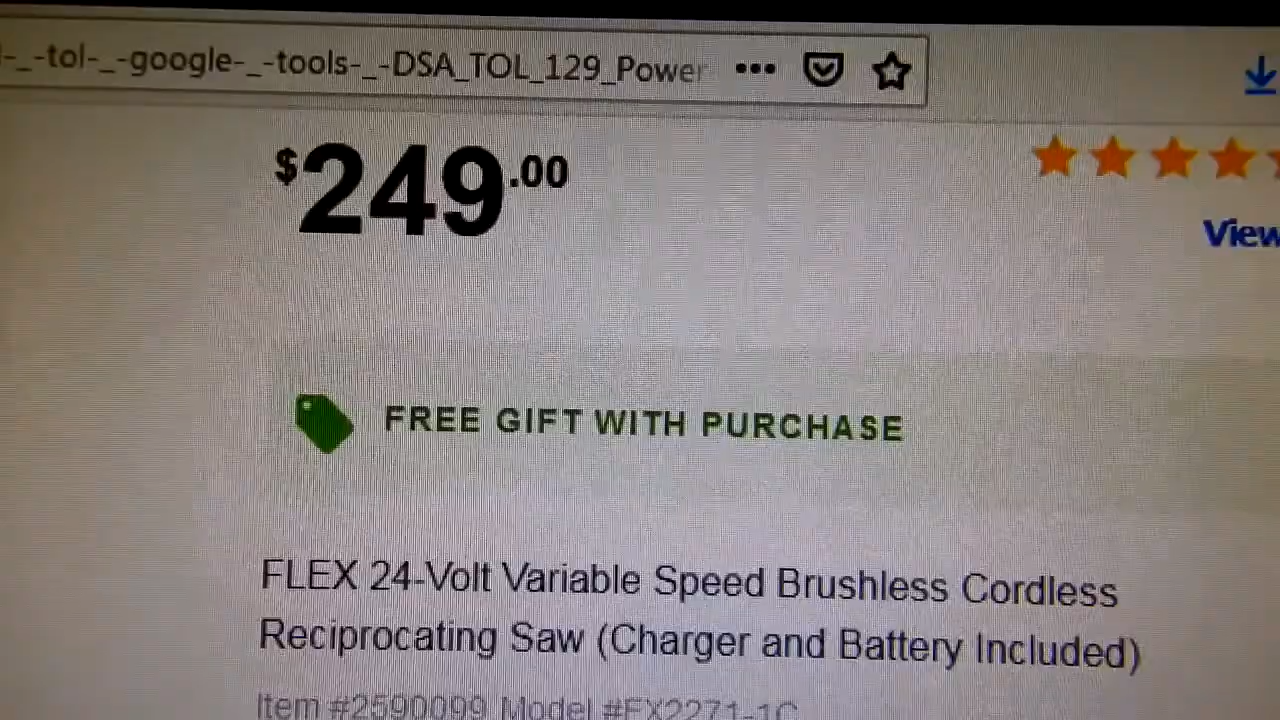 -_-tol-_-google-_-tools-_-DSA_TOL_129_Power
$249.00
View
FREE GIFT WITH PURCHASE
FLEX 24-Volt Variable Speed Brushless Cordless
Reciprocating Saw (Charger and Battery Included)
Item #2590099 Model #FX2271-1C